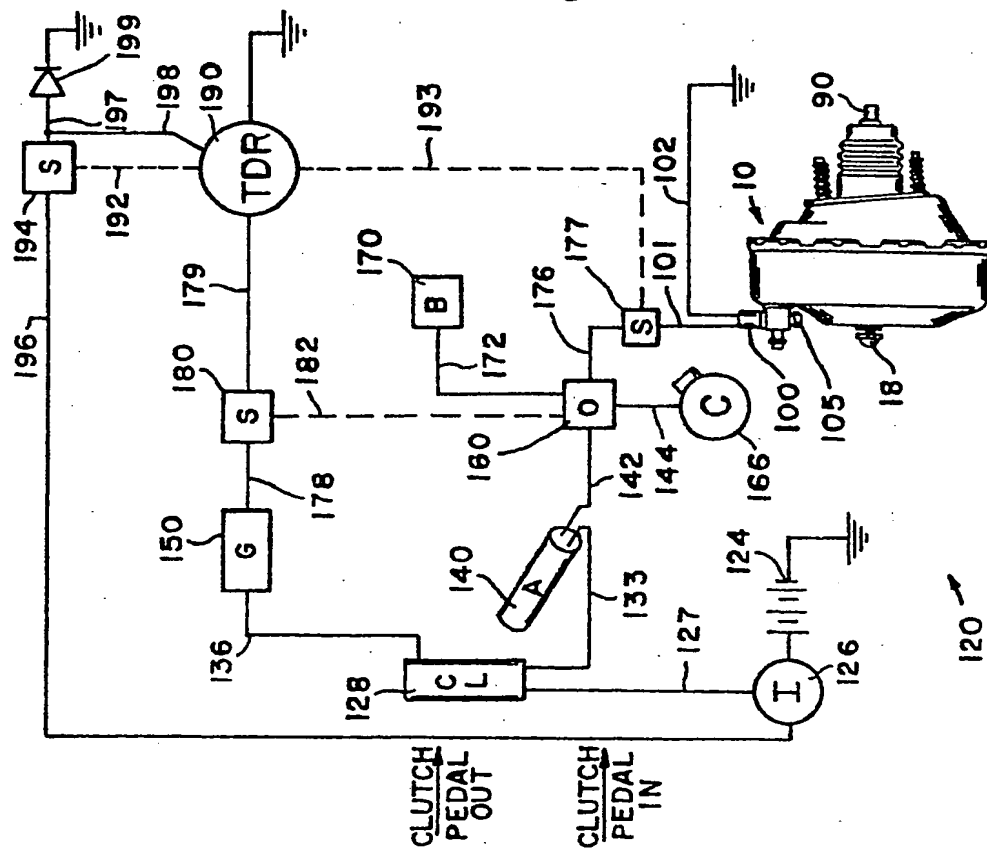 199
197
198
190
S
TDR
194
192
193
196
179
180
S
182
170
B
172
177
176
S
101
102
10
90
178
150
G
160
O
144
C
166
100
105
18
142
140
A
133
136
128
CL
127
124
126
I
120
CLUTCH
PEDAL
OUT
CLUTCH
PEDAL
IN